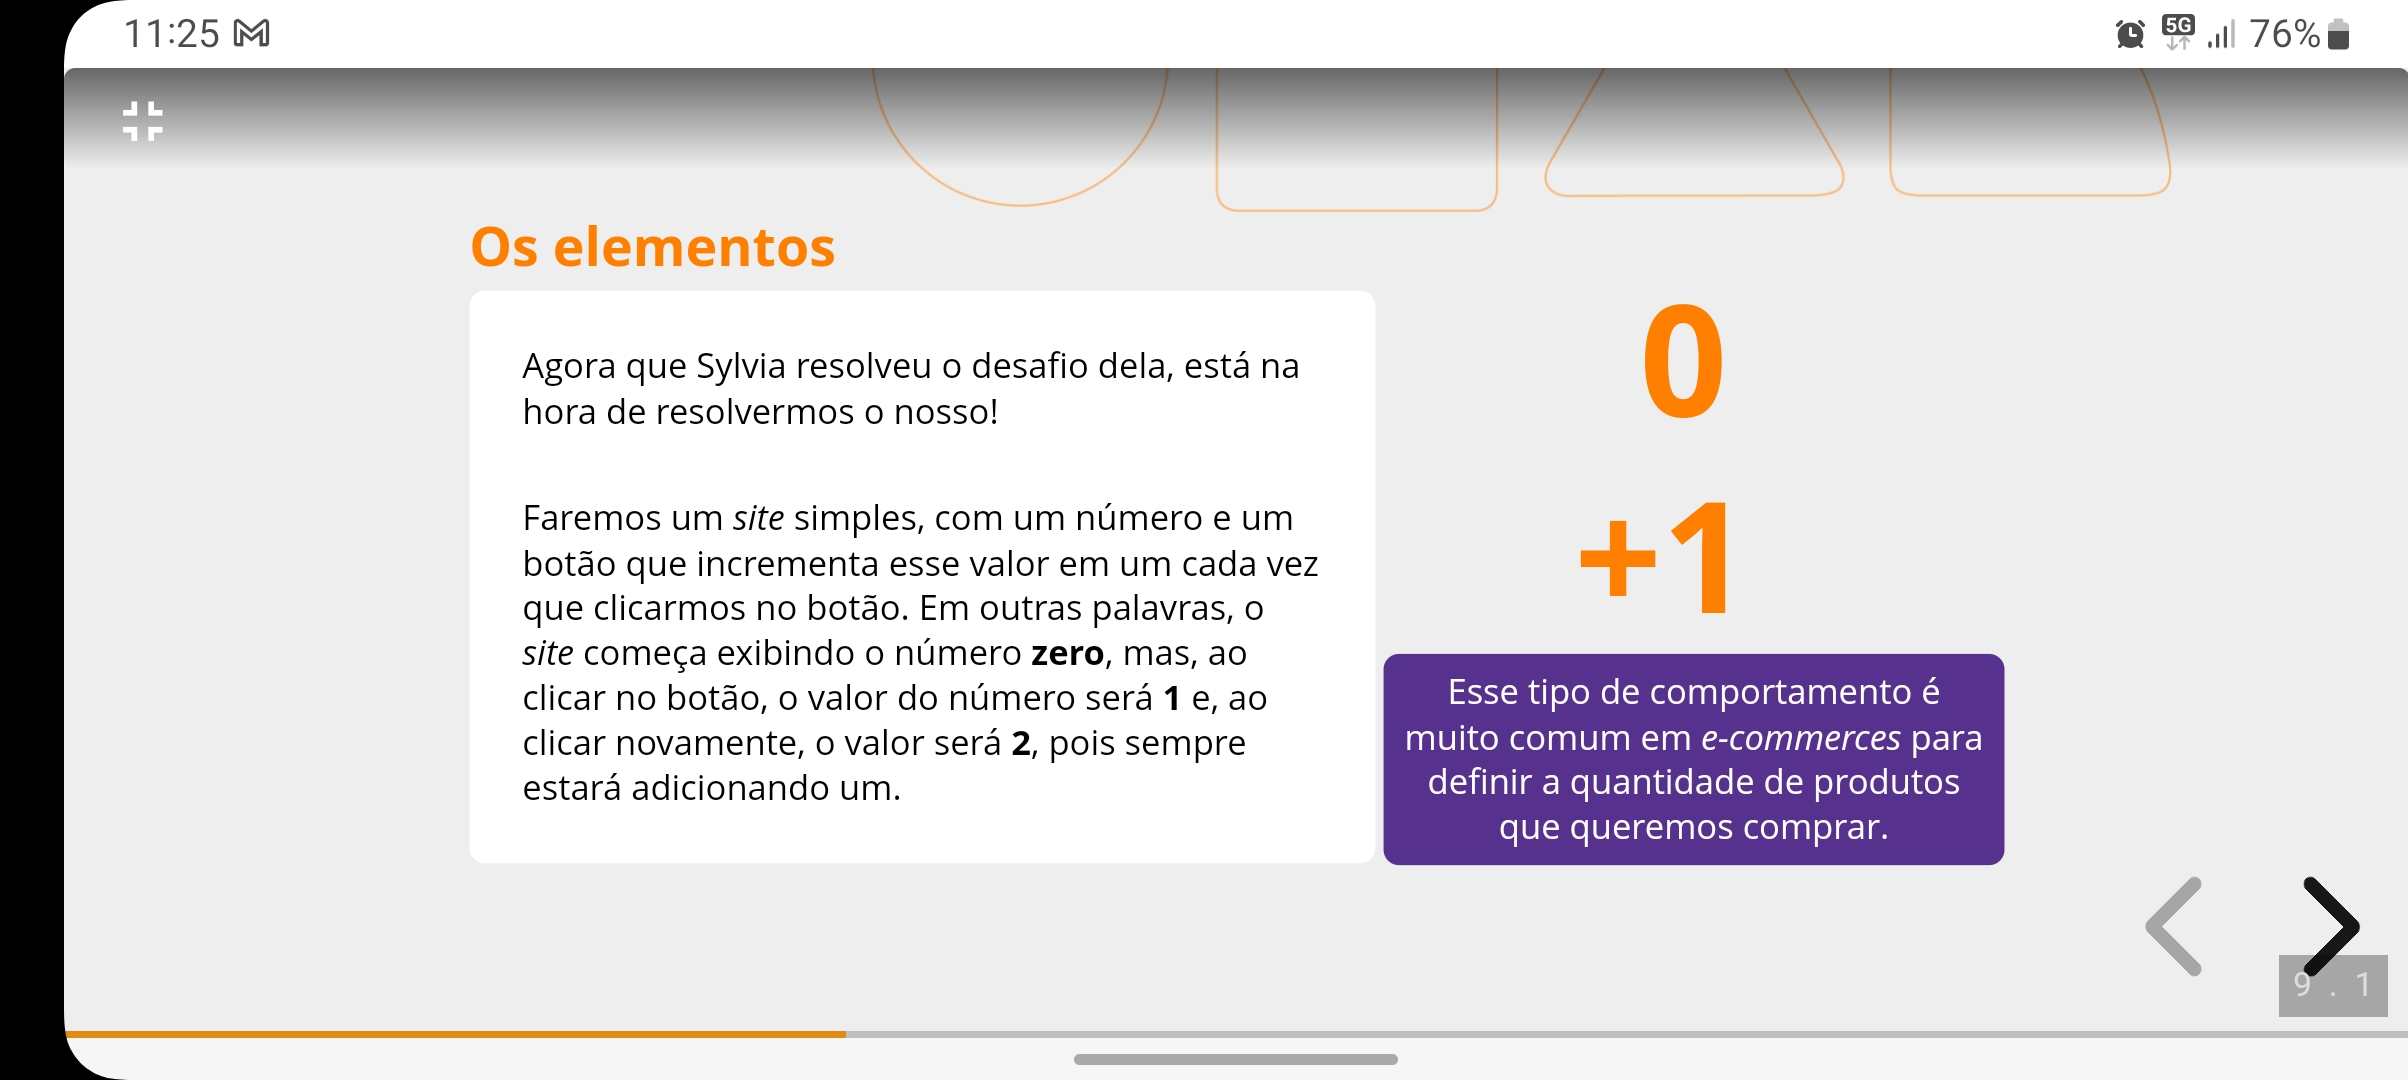 11:25
5G
76%
Os elementos
Agora que Sylvia resolveu o desafio dela, está na
hora de resolvermos o nosso!
Faremos um site simples, com um número e um
botão que incrementa esse valor em um cada vez
que clicarmos no botão. Em outras palavras, o
site começa exibindo o número zero, mas, ao
clicar no botão, o valor do número será 1 e, ao
clicar novamente, o valor será 2, pois sempre
estará adicionando um.
0
+1
Esse tipo de comportamento é
muito comum em e-commerces para
definir a quantidade de produtos
que queremos comprar.
9 . 1